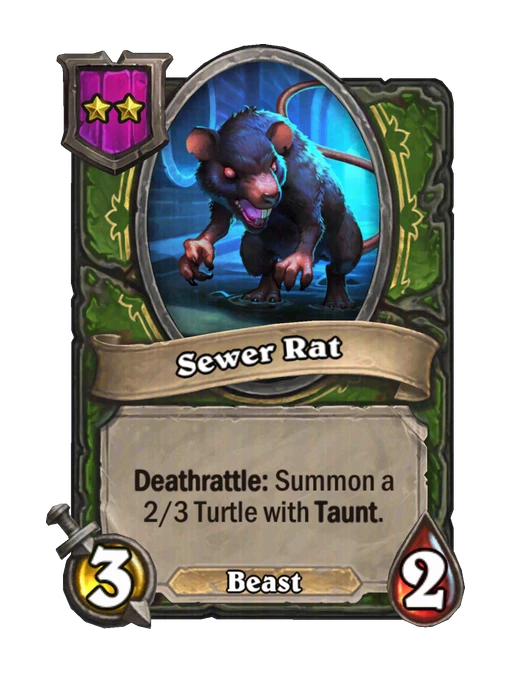 Sewer Rat
Deathrattle: Summon a
2/3 Turtle with Taunt.
3
Beast
2